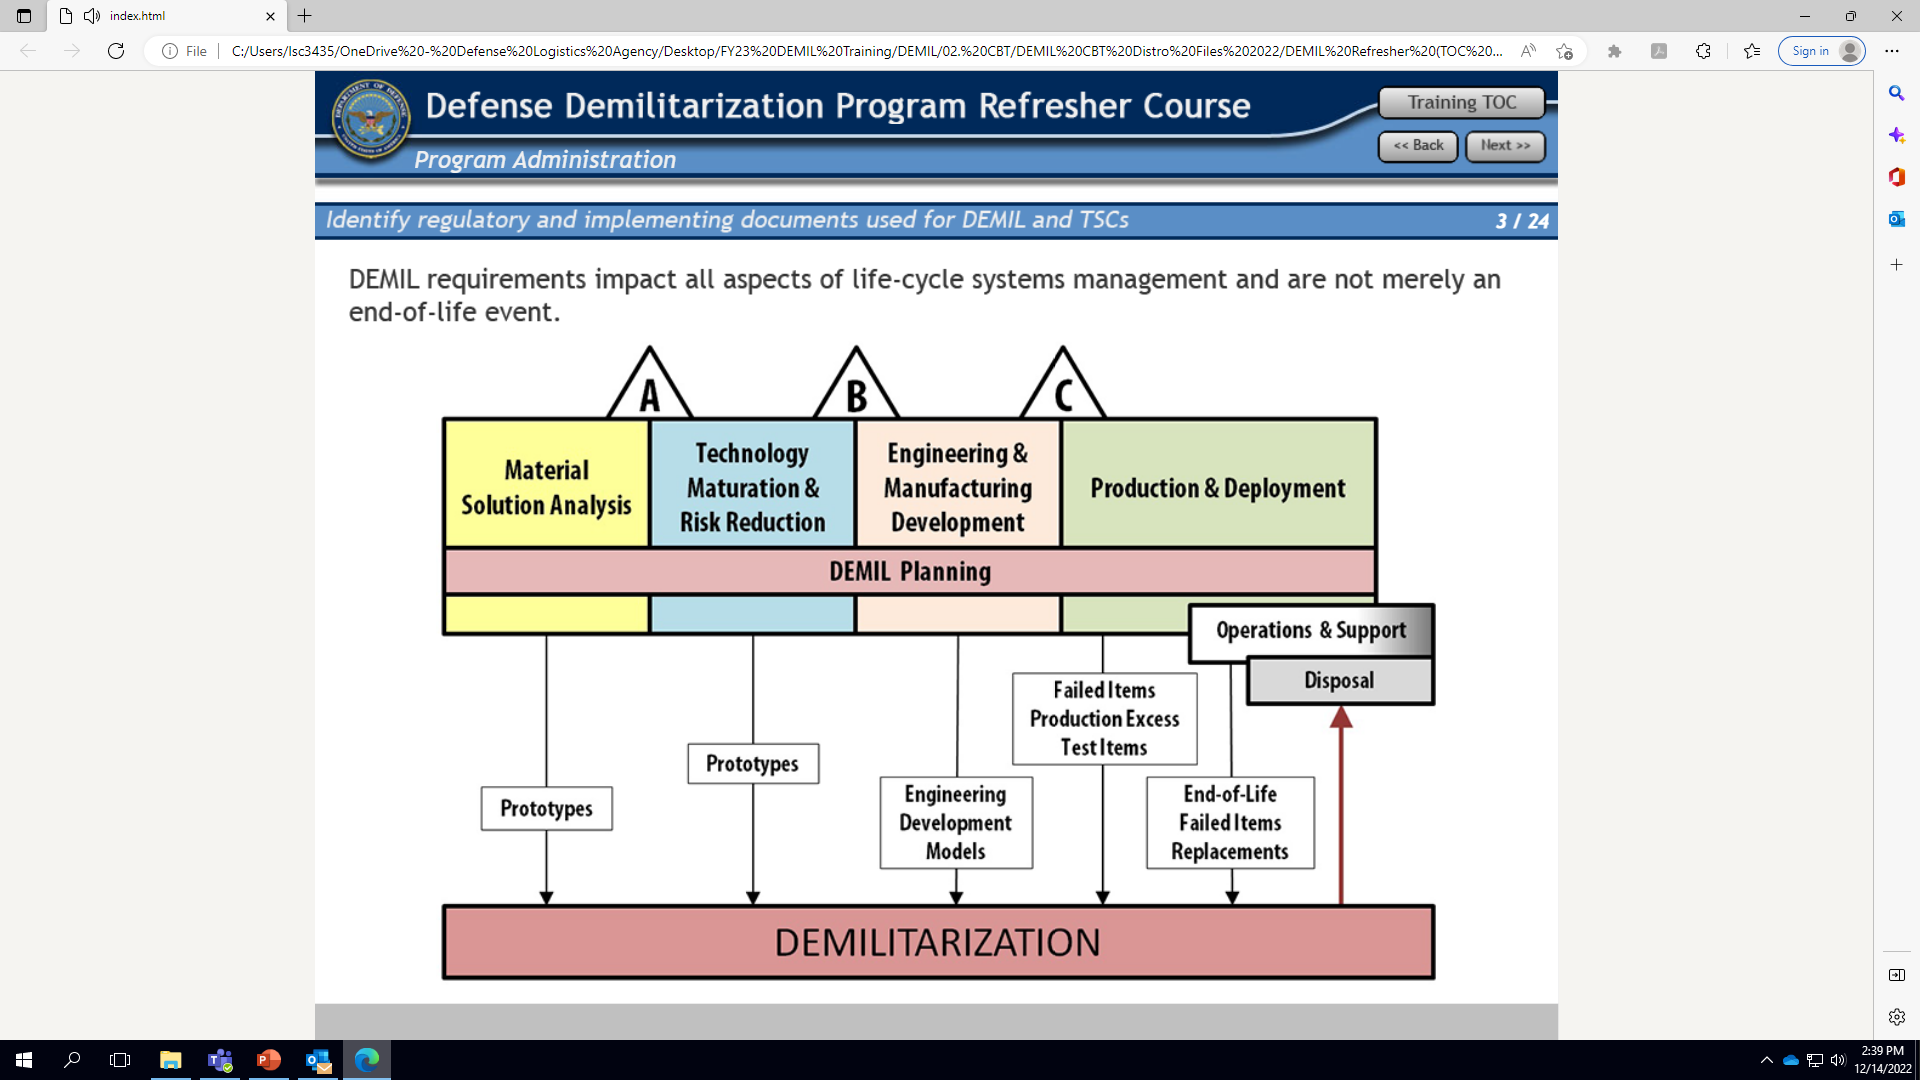 index.html
File
C:/Users/lsc3435/OneDrive%20-%20Defense%20Logistics%20Agency/Desktop/FY23%20DEMIL%20Training/DEMIL/02.%20CBT/DEMIL%20CBT%20Distro%20Files%202022/DEMIL%20Refresher%20(TOC%20...
Sign in
Defense Demilitarization Program Refresher Course
Training TOC
<< Back
Next >>
Program Administration
Identify regulatory and implementing documents used for DEMIL and TSCs
3 / 24
DEMIL requirements impact all aspects of life-cycle systems management and are not merely an
end-of-life event.
A
B
C
Material
Solution Analysis
Technology
Maturation &
Risk Reduction
Engineering &
Manufacturing
Development
Production & Deployment
DEMIL Planning
Operations & Support
Disposal
Failed Items
Production Excess
Test Items
Prototypes
Prototypes
Engineering
Development
Models
End-of-Life
Failed Items
Replacements
DEMILITARIZATION
2:39 PM
12/14/2022